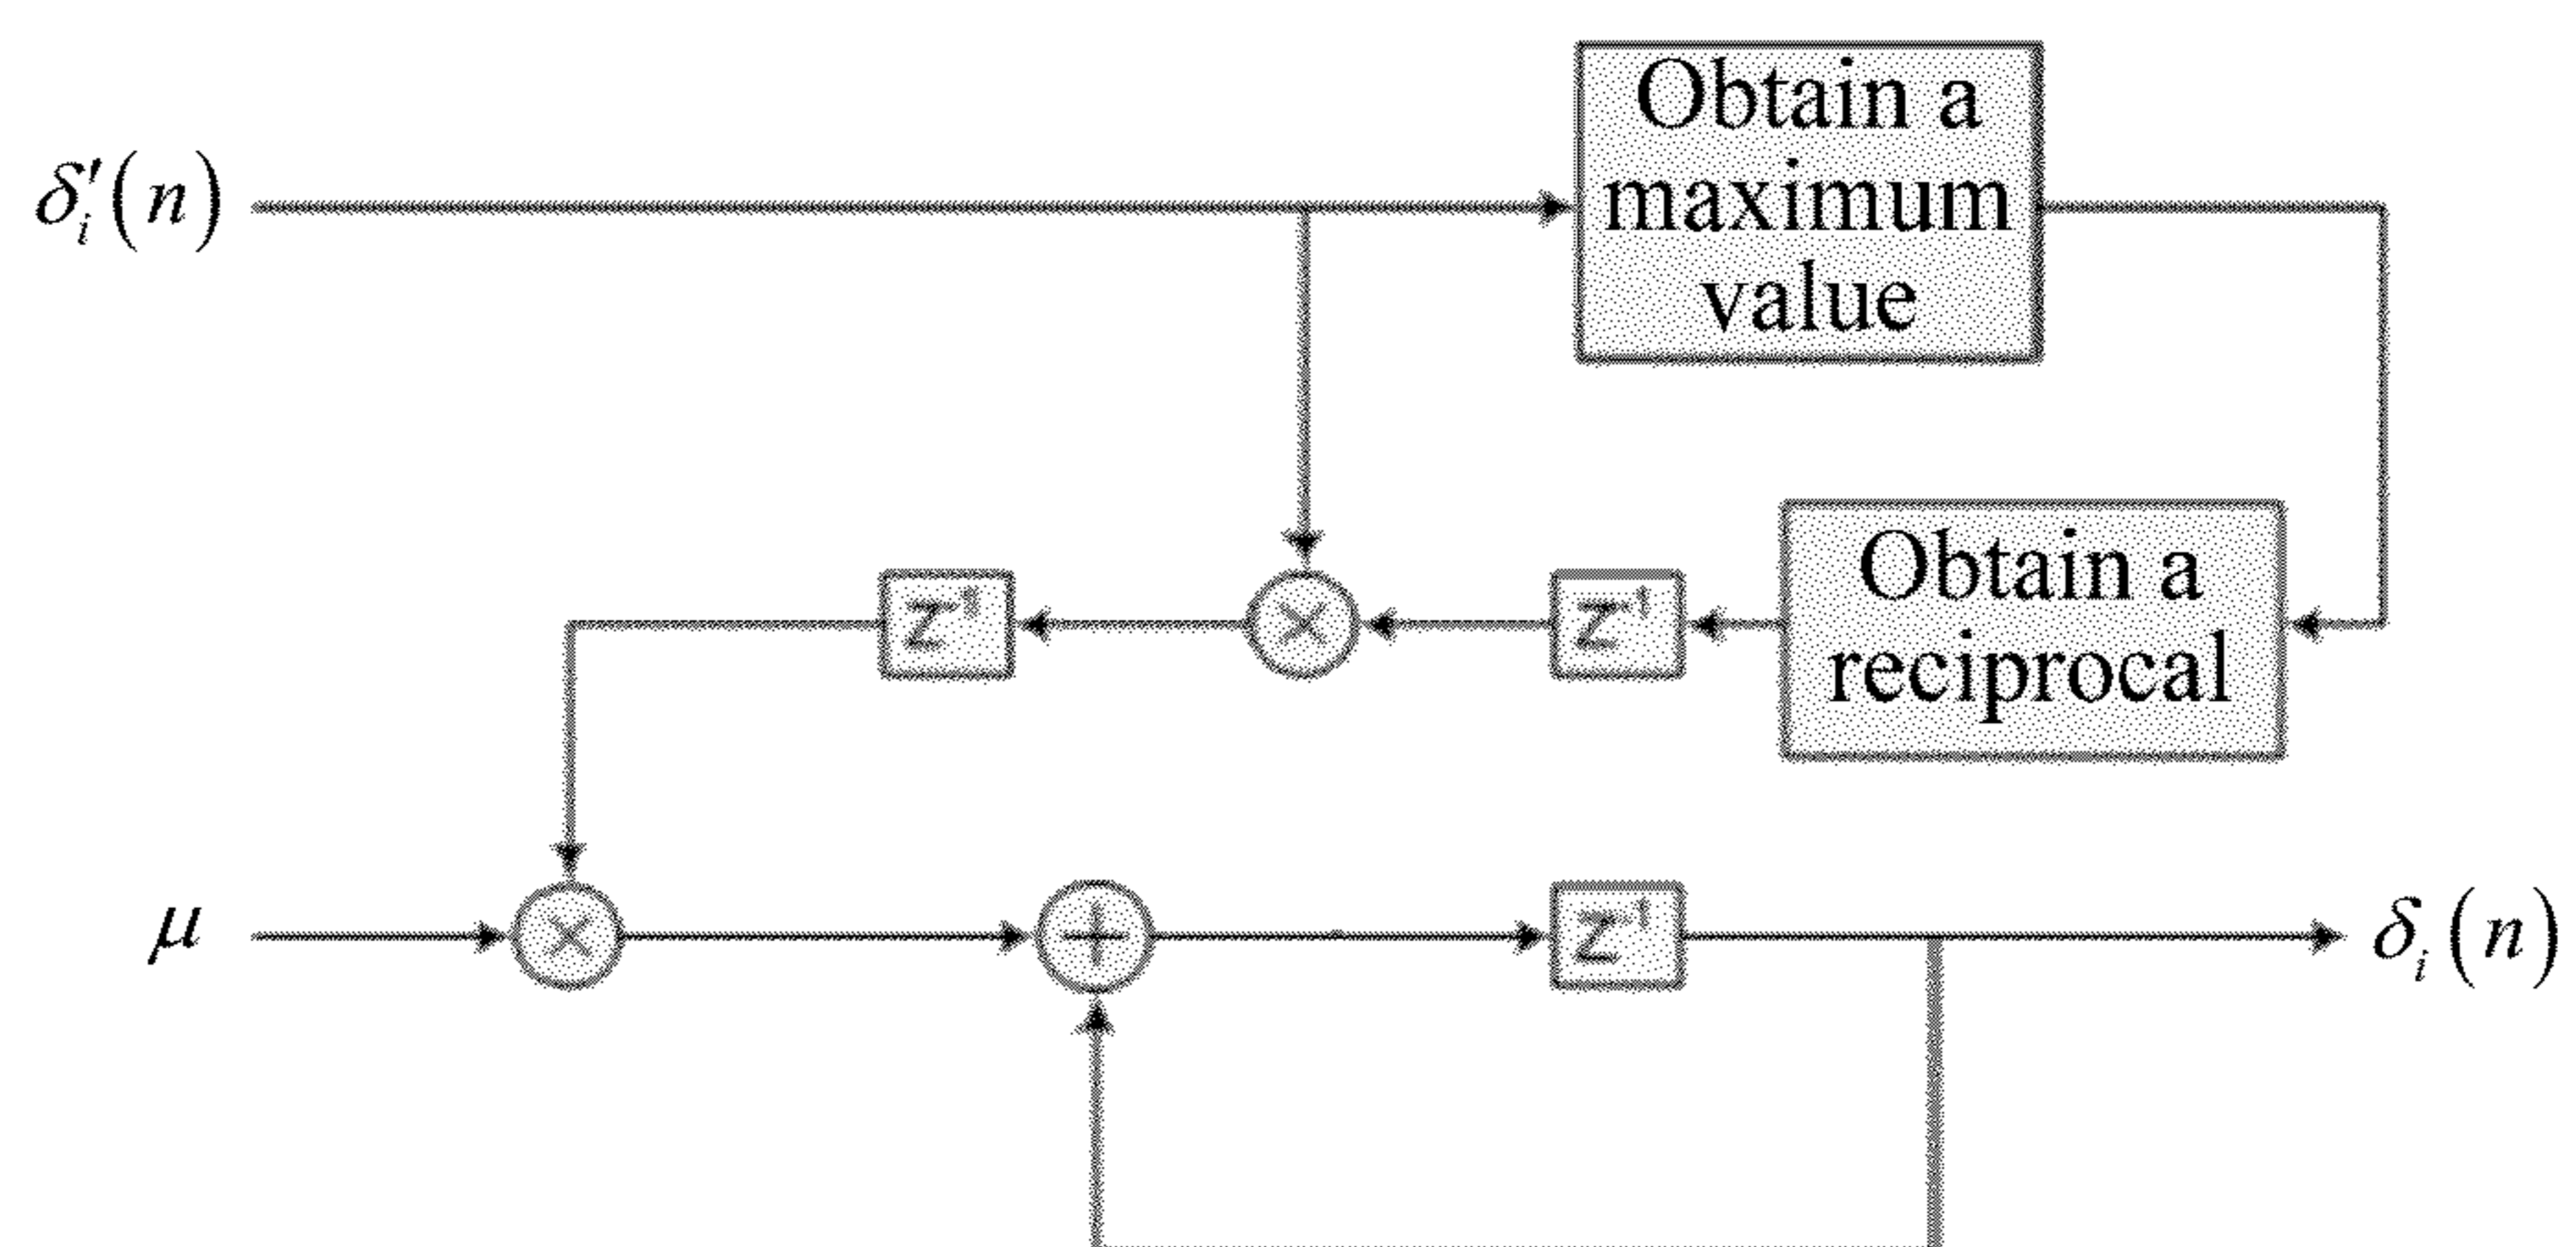 Obtain a
maximum
value
δ′ᵢ(n)
Obtain a
reciprocal
Z⁻¹
×
Z⁻¹
μ
×
+
Z⁻¹
δᵢ(n)